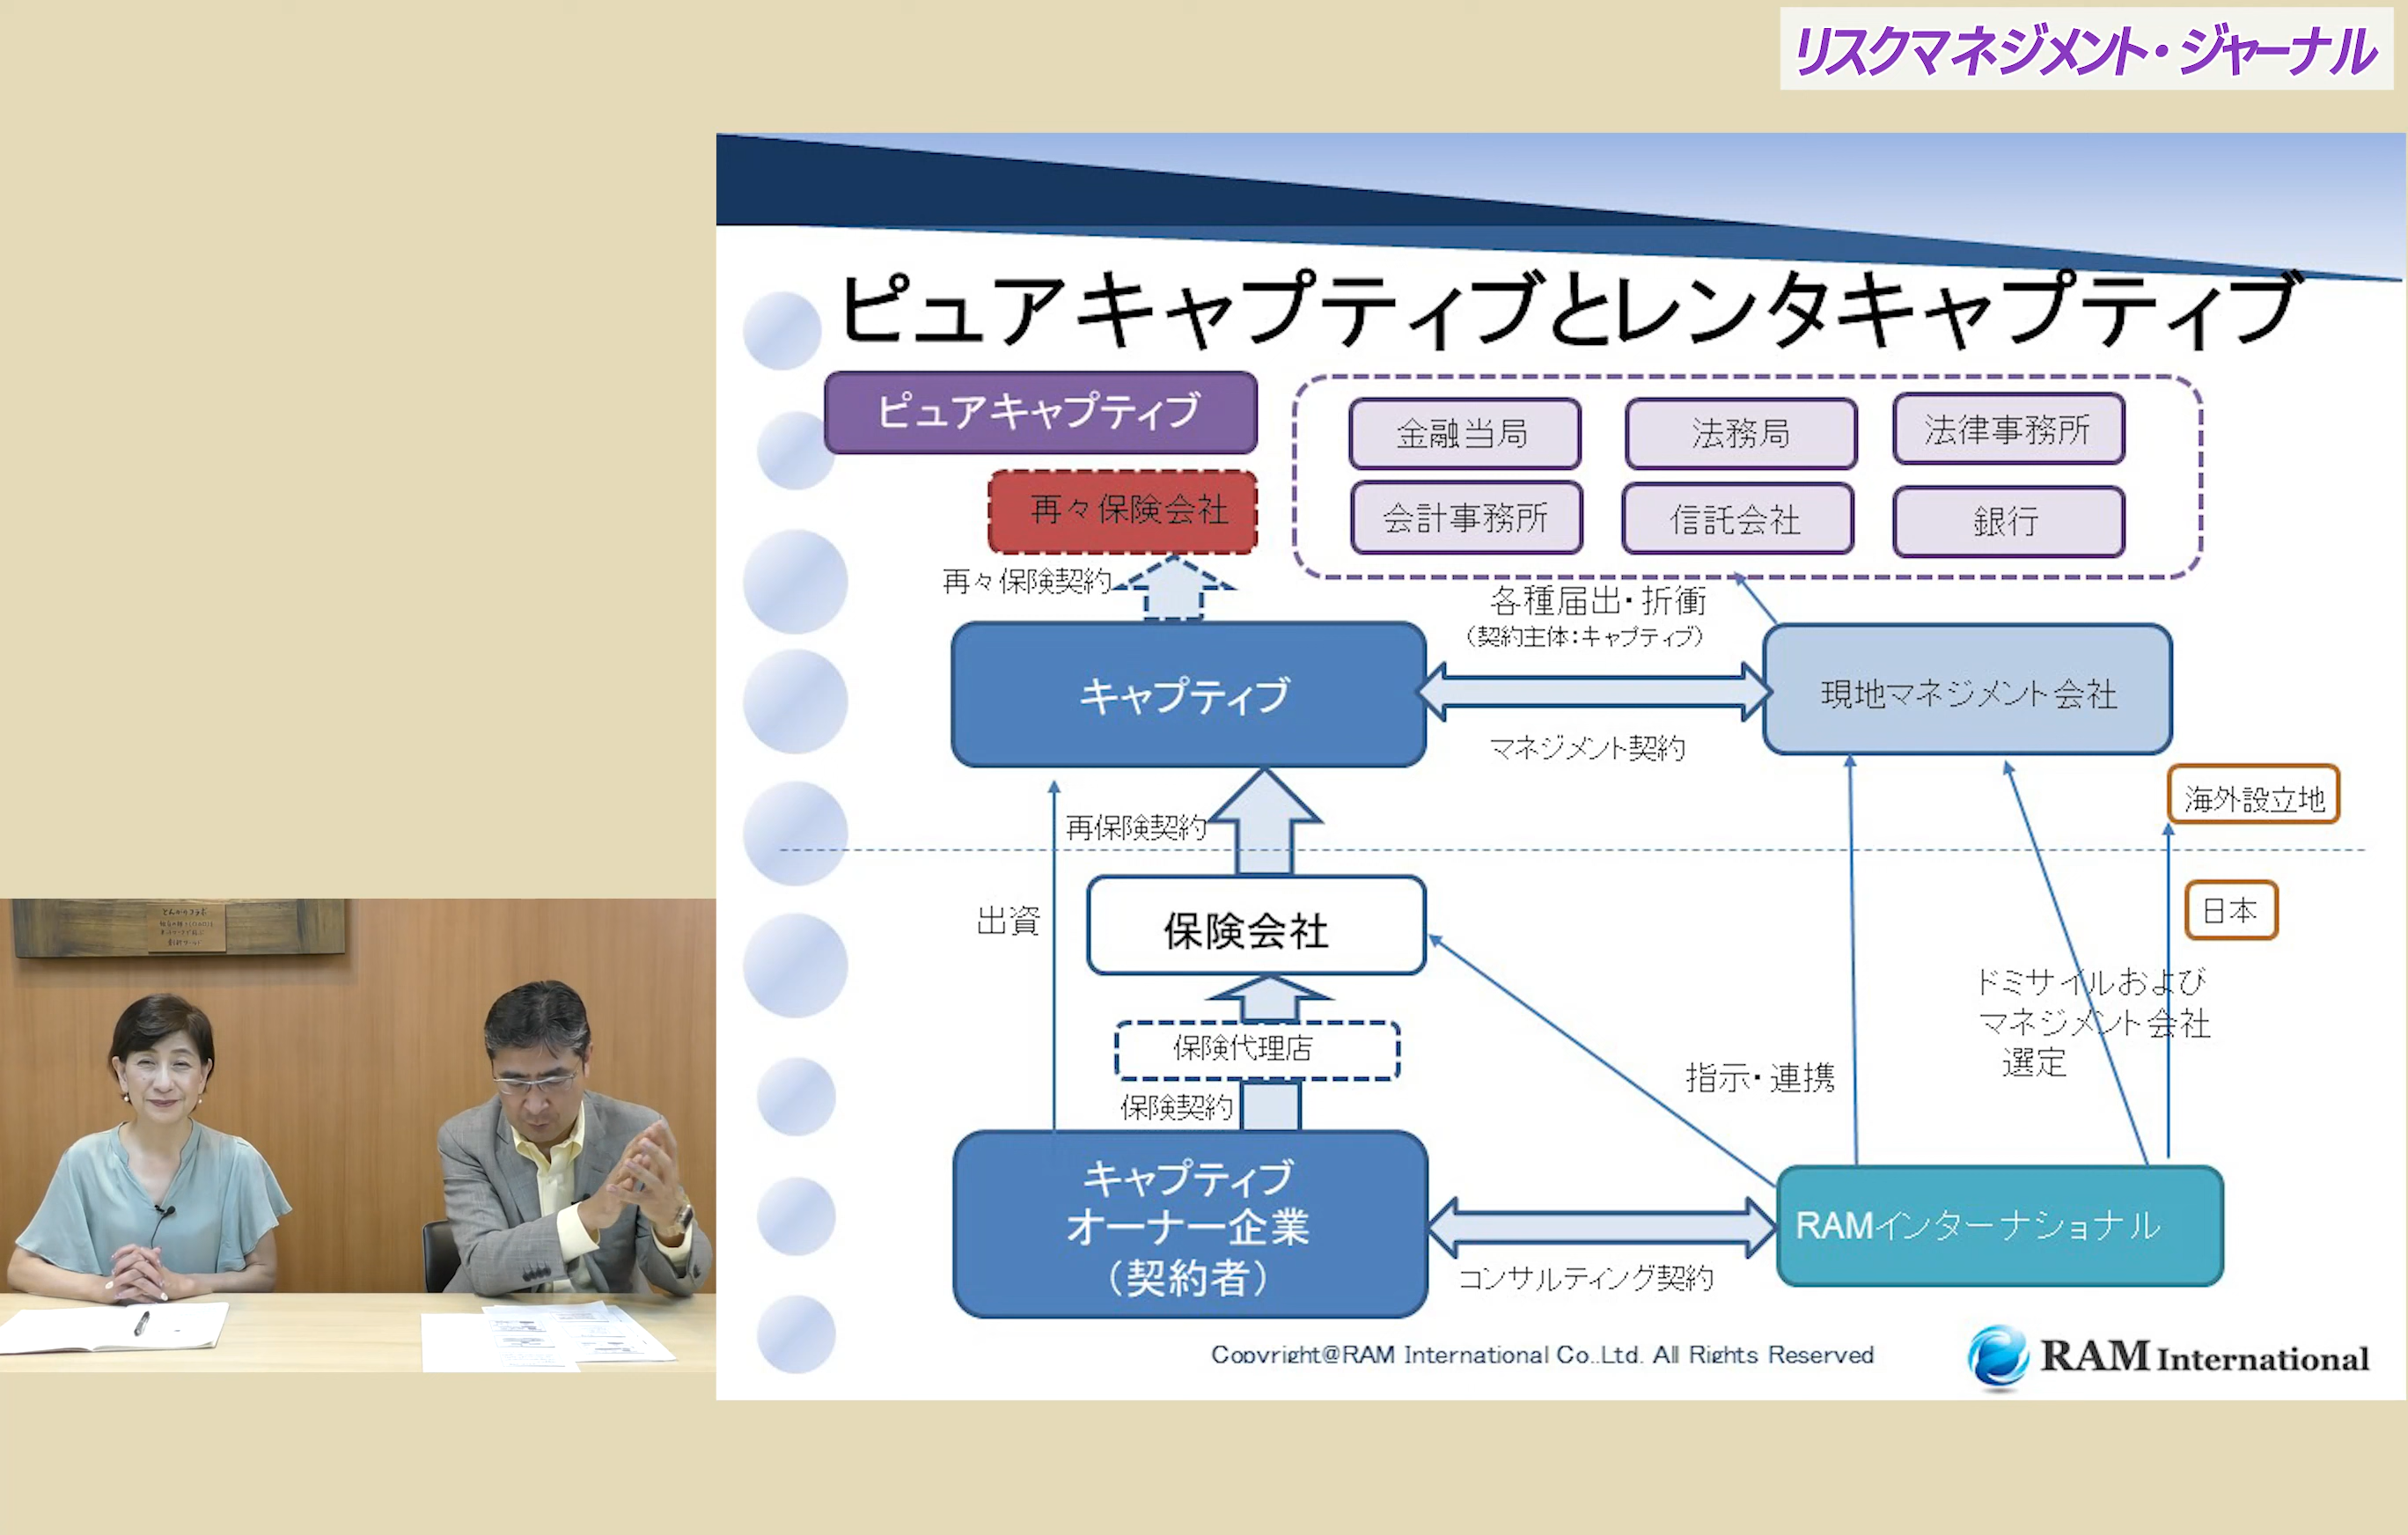 リスクマネジメント・ジャーナル
ピュアキャプティブとレンタキャプティブ
ピュアキャプティブ
金融当局
法務局
法律事務所
再々保険会社
会計事務所
信託会社
銀行
再々保険契約
各種届出・折衝
（契約主体：キャプティブ）
キャプティブ
現地マネジメント会社
マネジメント契約
海外設立地
再保険契約
出資
保険会社
日本
ドミサイルおよび
マネジメント会社
選定
保険代理店
指示・連携
保険契約
キャプティブ
オーナー企業
（契約者）
RAMインターナショナル
コンサルティング契約
Copyright@RAM International Co.,Ltd. All Rights Reserved
RAM International